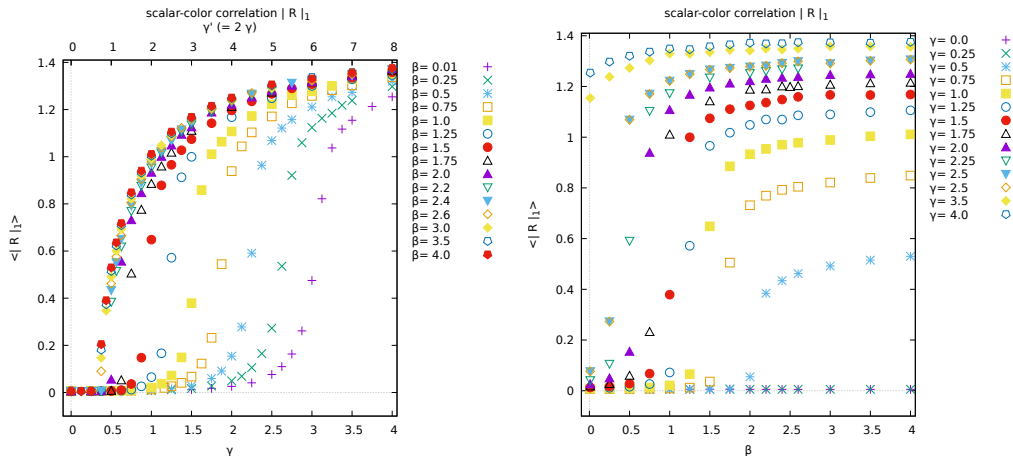 scalar-color correlation | R |1
γ' (= 2 γ)
0 1 2 3 4 5 6 7 8
1.4
1.2
1
0.8
0.6
0.4
0.2
0
<| R |1>
0 0.5 1 1.5 2 2.5 3 3.5 4
γ
β= 0.01
β= 0.25
β= 0.5
β= 0.75
β= 1.0
β= 1.25
β= 1.5
β= 1.75
β= 2.0
β= 2.2
β= 2.4
β= 2.6
β= 3.0
β= 3.5
β= 4.0
scalar-color correlation | R |1
1.4
1.2
1
0.8
0.6
0.4
0.2
0
<| R |1>
0 0.5 1 1.5 2 2.5 3 3.5 4
β
γ= 0.0
γ= 0.25
γ= 0.5
γ= 0.75
γ= 1.0
γ= 1.25
γ= 1.5
γ= 1.75
γ= 2.0
γ= 2.25
γ= 2.5
γ= 2.5
γ= 3.5
γ= 4.0